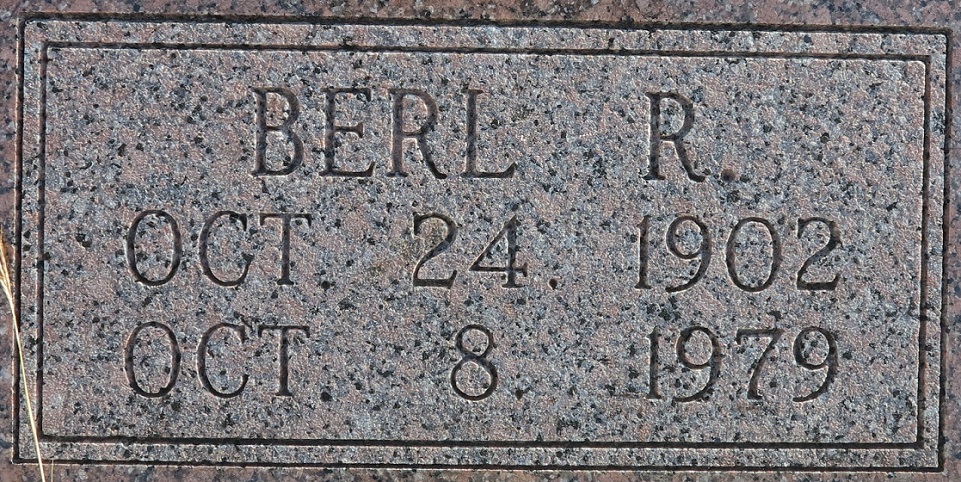 BERL R.
OCT. 24. 1902
OCT. 8. 1979